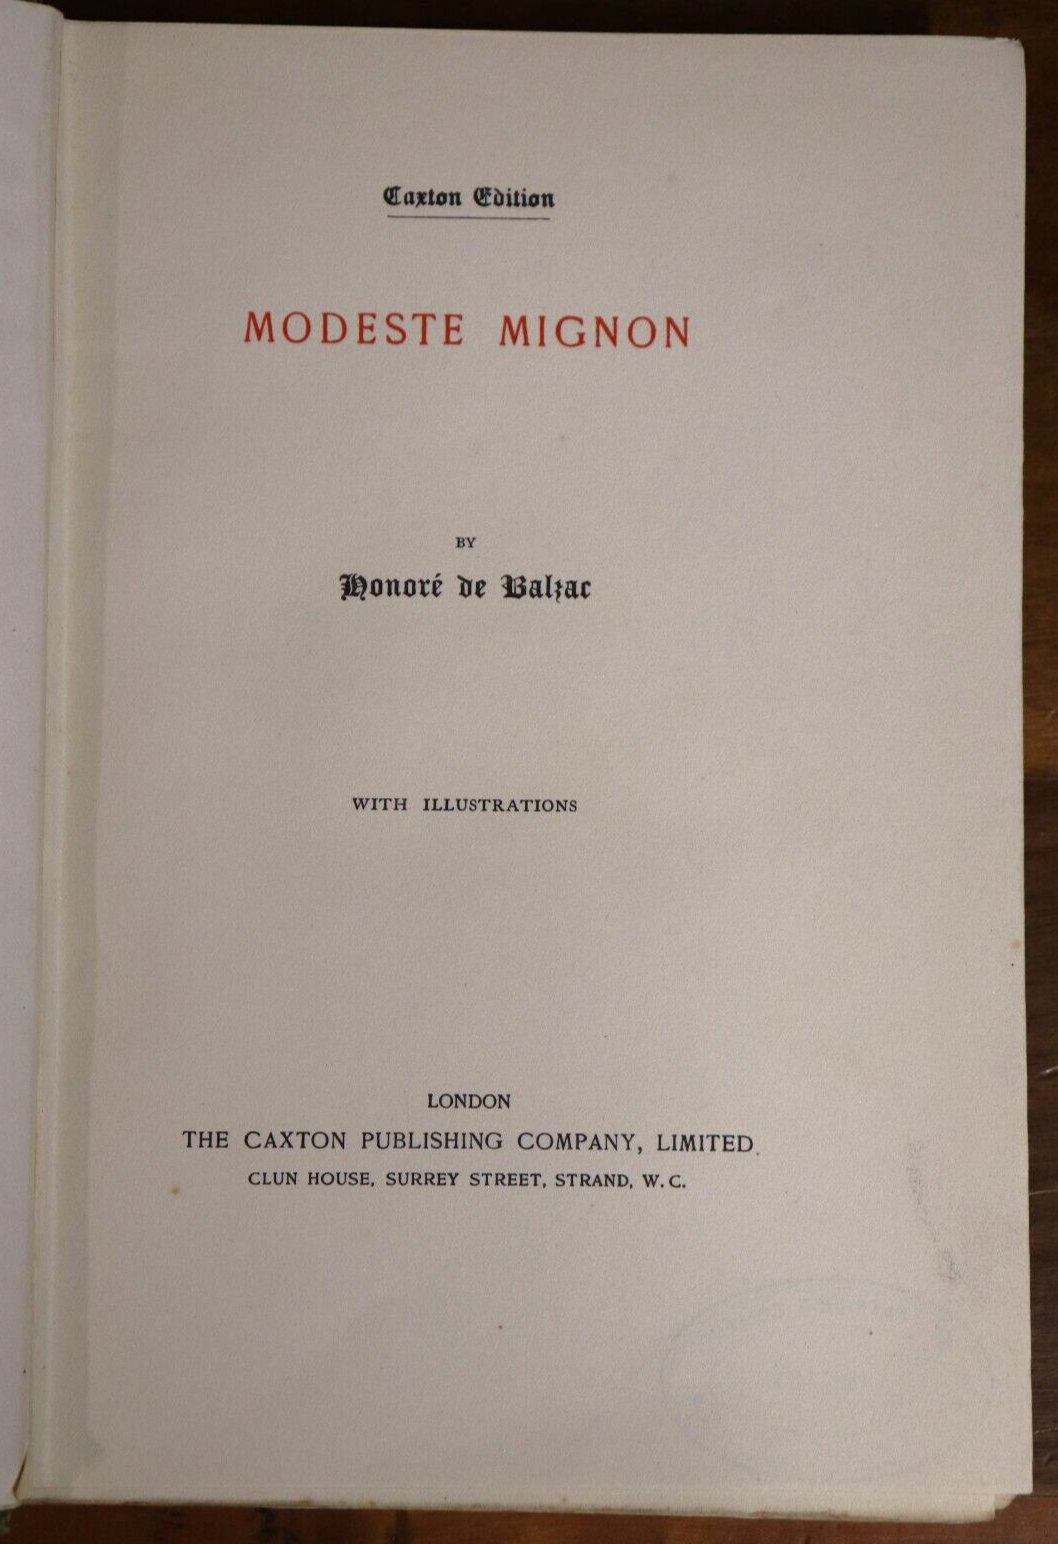 Caxton Edition
MODESTE MIGNON
BY
Honoré de Balzac
WITH ILLUSTRATIONS
LONDON
THE CAXTON PUBLISHING COMPANY, LIMITED.
CLUN HOUSE, SURREY STREET, STRAND, W.C.